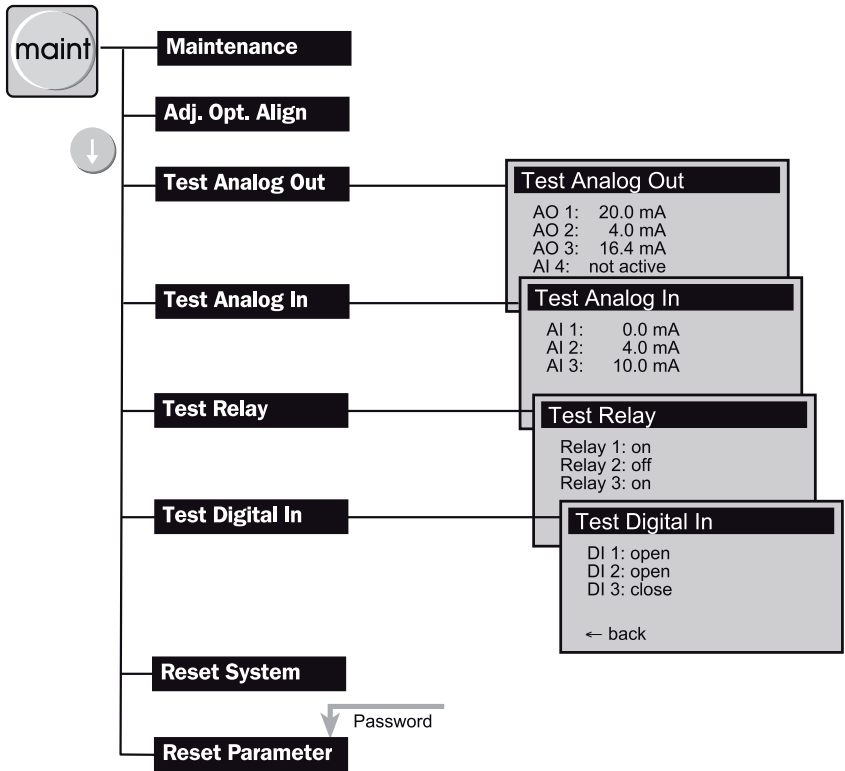 maint
Maintenance
Adj. Opt. Align
Test Analog Out
Test Analog Out
AO 1: 20.0 mA
AO 2: 4.0 mA
AO 3: 16.4 mA
AI 4: not active
Test Analog In
Test Analog In
AI 1: 0.0 mA
AI 2: 4.0 mA
AI 3: 10.0 mA
Test Relay
Test Relay
Relay 1: on
Relay 2: off
Relay 3: on
Test Digital In
Test Digital In
DI 1: open
DI 2: open
DI 3: close
← back
Reset System
Password
Reset Parameter